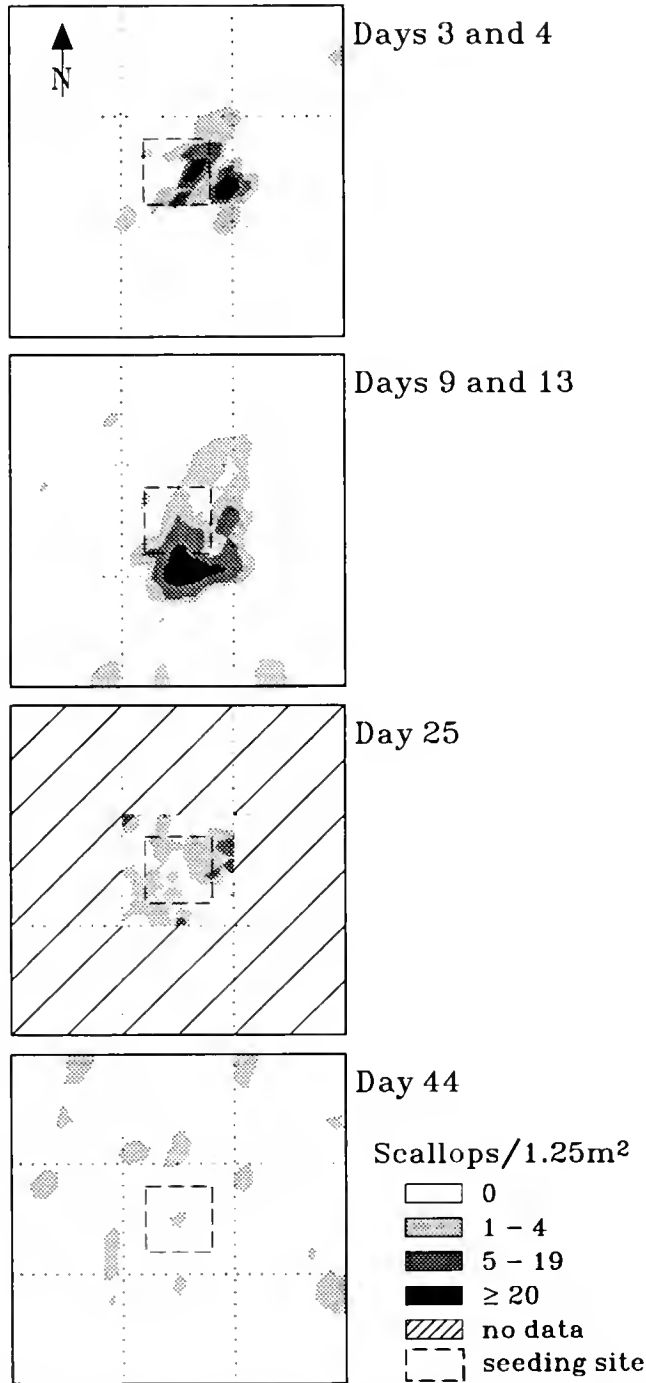 Days 3 and 4
N
Days 9 and 13
Day 25
Day 44
Scallops/1.25m²
0
1 – 4
5 – 19
≥ 20
no data
seeding site